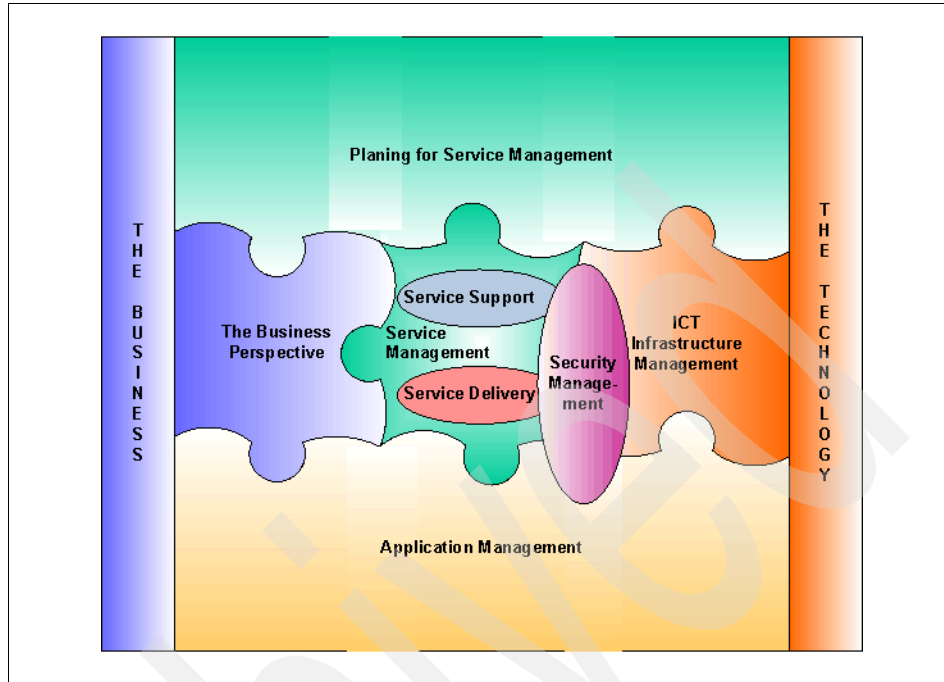 Planing for Service Management
THE BUSINESS
The Business
Perspective
Service Support
Service
Management
Service Delivery
Security
Manage-
ment
ICT
Infrastructure
Management
THE TECHNOLOGY
Application Management